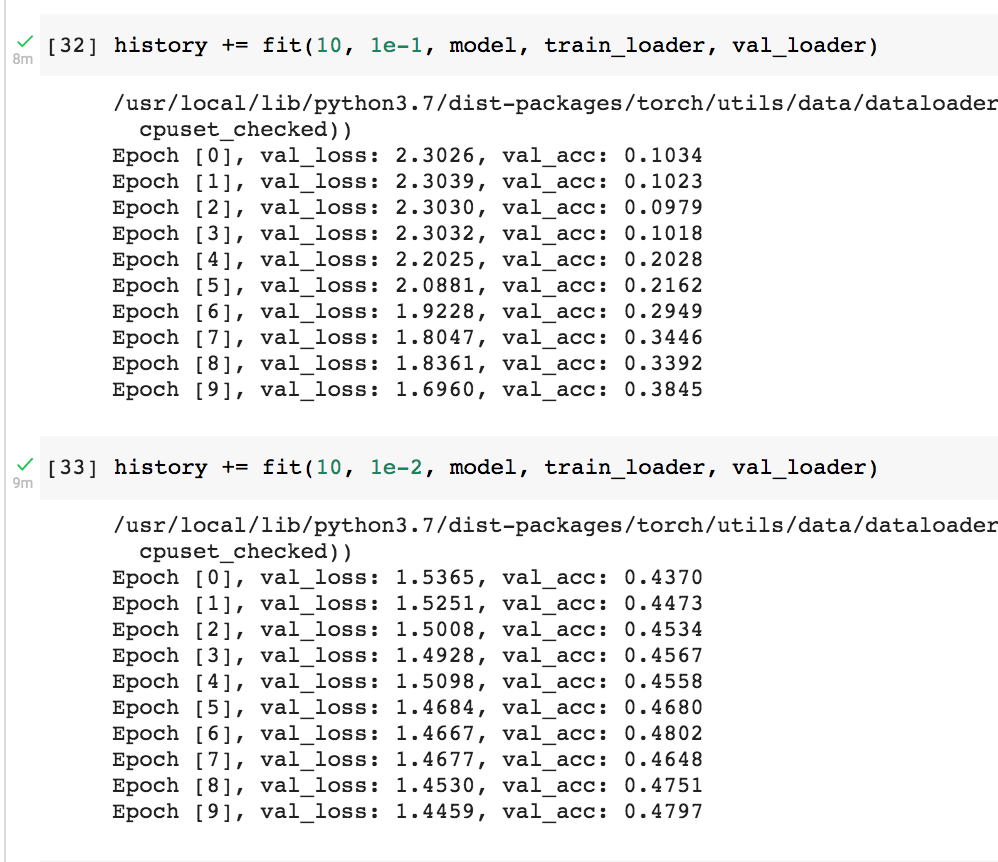 [32] history += fit(10, 1e-1, model, train_loader, val_loader)
8m
/usr/local/lib/python3.7/dist-packages/torch/utils/data/dataloader
cpuset_checked))
Epoch [0], val_loss: 2.3026, val_acc: 0.1034
Epoch [1], val_loss: 2.3039, val_acc: 0.1023
Epoch [2], val_loss: 2.3030, val_acc: 0.0979
Epoch [3], val_loss: 2.3032, val_acc: 0.1018
Epoch [4], val_loss: 2.2025, val_acc: 0.2028
Epoch [5], val_loss: 2.0881, val_acc: 0.2162
Epoch [6], val_loss: 1.9228, val_acc: 0.2949
Epoch [7], val_loss: 1.8047, val_acc: 0.3446
Epoch [8], val_loss: 1.8361, val_acc: 0.3392
Epoch [9], val_loss: 1.6960, val_acc: 0.3845
[33] history += fit(10, 1e-2, model, train_loader, val_loader)
9m
/usr/local/lib/python3.7/dist-packages/torch/utils/data/dataloader
cpuset_checked))
Epoch [0], val_loss: 1.5365, val_acc: 0.4370
Epoch [1], val_loss: 1.5251, val_acc: 0.4473
Epoch [2], val_loss: 1.5008, val_acc: 0.4534
Epoch [3], val_loss: 1.4928, val_acc: 0.4567
Epoch [4], val_loss: 1.5098, val_acc: 0.4558
Epoch [5], val_loss: 1.4684, val_acc: 0.4680
Epoch [6], val_loss: 1.4667, val_acc: 0.4802
Epoch [7], val_loss: 1.4677, val_acc: 0.4648
Epoch [8], val_loss: 1.4530, val_acc: 0.4751
Epoch [9], val_loss: 1.4459, val_acc: 0.4797